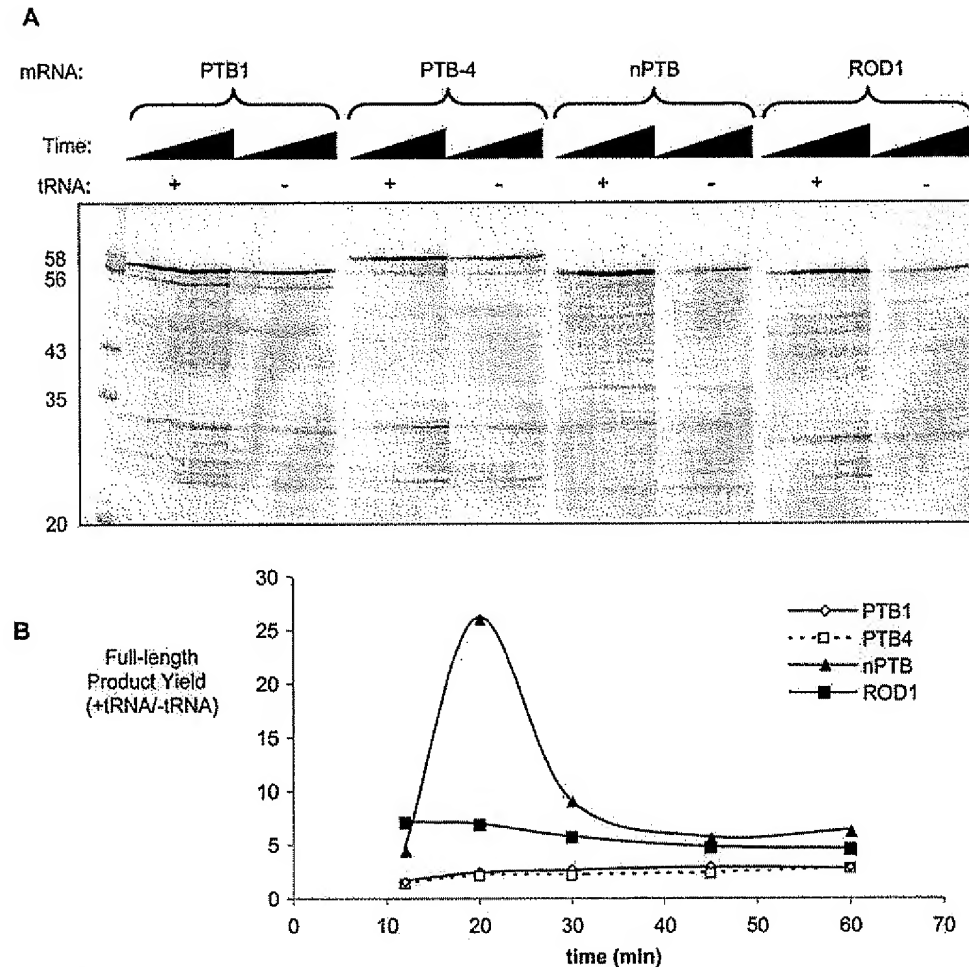 A
mRNA: PTB1 PTB-4 nPTB ROD1
Time:
tRNA: + - + - + - + -
58
56
43
35
20
B
Full-length
Product Yield
(+tRNA/-tRNA)
30
25
20
15
10
5
0
0 10 20 30 40 50 60 70
time (min)
PTB1
PTB4
nPTB
ROD1